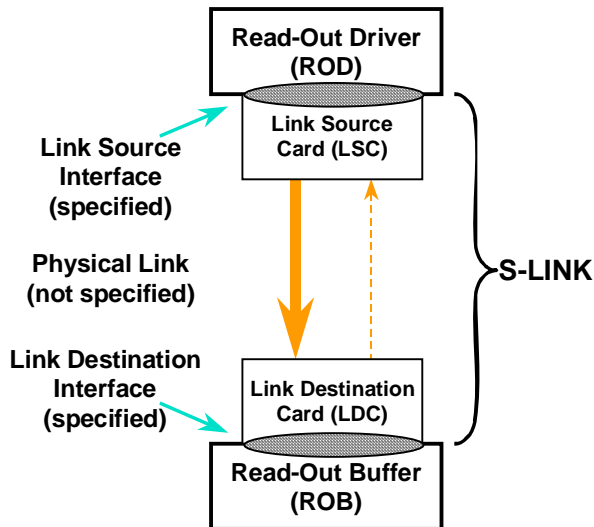 Read-Out Driver
(ROD)
Link Source
Card (LSC)
Link Source
Interface
(specified)
Physical Link
(not specified)
S-LINK
Link Destination
Interface
(specified)
Link Destination
Card (LDC)
Read-Out Buffer
(ROB)